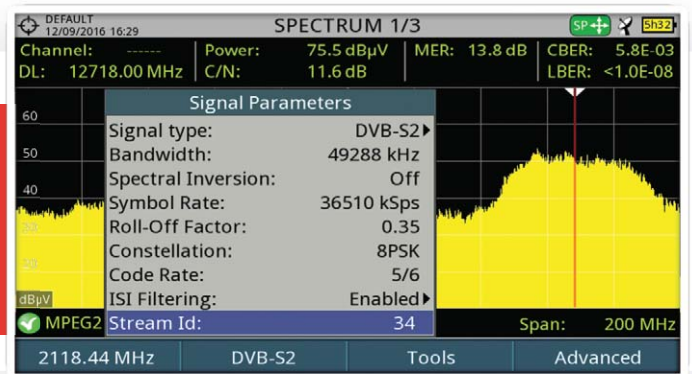 DEFAULT
12/09/2016 16:29
SPECTRUM 1/3
SP
5h32
Channel: ------
Power: 75.5 dBµV
MER: 13.8 dB
CBER: 5.8E-03
DL: 12718.00 MHz
C/N: 11.6 dB
LBER: <1.0E-08
Signal Parameters
Signal type: DVB-S2
Bandwidth: 49288 kHz
Spectral Inversion: Off
Symbol Rate: 36510 kSps
Roll-Off Factor: 0.35
Constellation: 8PSK
Code Rate: 5/6
ISI Filtering: Enabled
Stream Id: 34
60
50
40
30
20
dBµV
MPEG2
Span: 200 MHz
2118.44 MHz
DVB-S2
Tools
Advanced